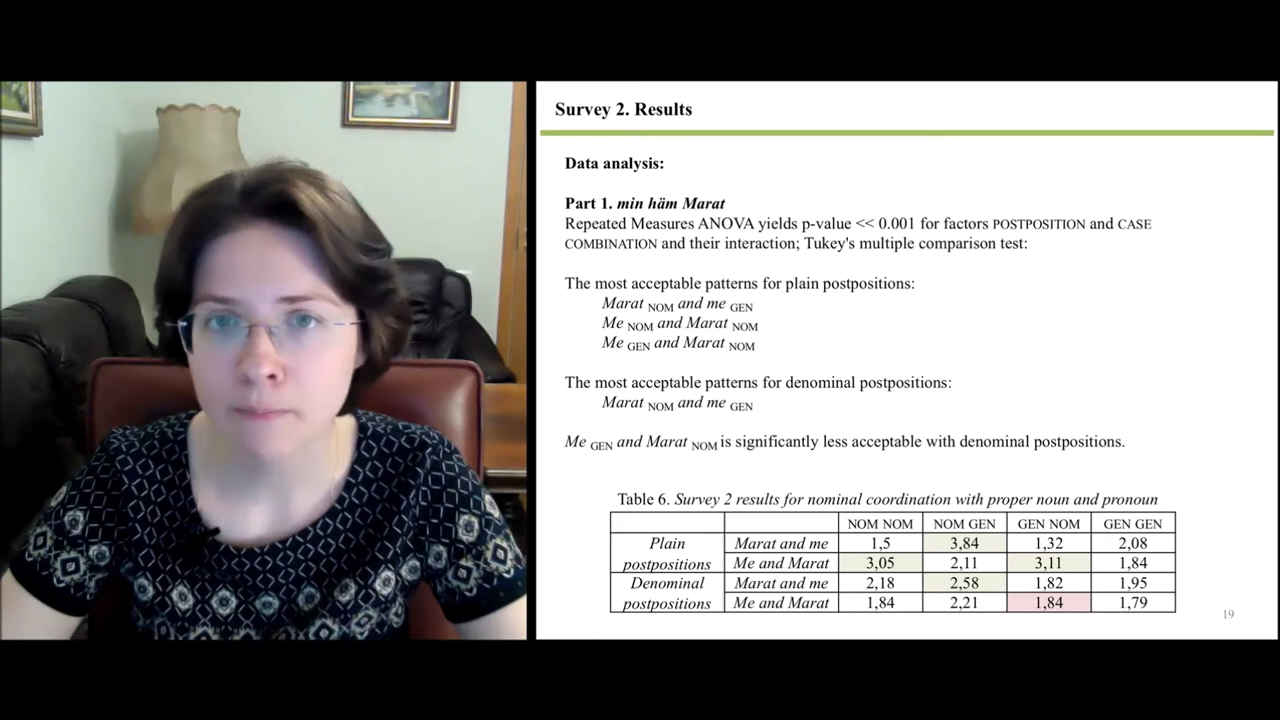 Survey 2. Results
Data analysis:
Part 1. min häm Marat
Repeated Measures ANOVA yields p-value << 0.001 for factors POSTPOSITION and CASE
COMBINATION and their interaction; Tukey's multiple comparison test:
The most acceptable patterns for plain postpositions:
Marat NOM and me GEN
Me NOM and Marat NOM
Me GEN and Marat NOM
The most acceptable patterns for denominal postpositions:
Marat NOM and me GEN
Me GEN and Marat NOM is significantly less acceptable with denominal postpositions.
Table 6. Survey 2 results for nominal coordination with proper noun and pronoun
NOM NOM NOM GEN GEN NOM GEN GEN
Plain Marat and me 1,5 3,84 1,32 2,08
postpositions Me and Marat 3,05 2,11 3,11 1,84
Denominal Marat and me 2,18 2,58 1,82 1,95
postpositions Me and Marat 1,84 2,21 1,84 1,79
19